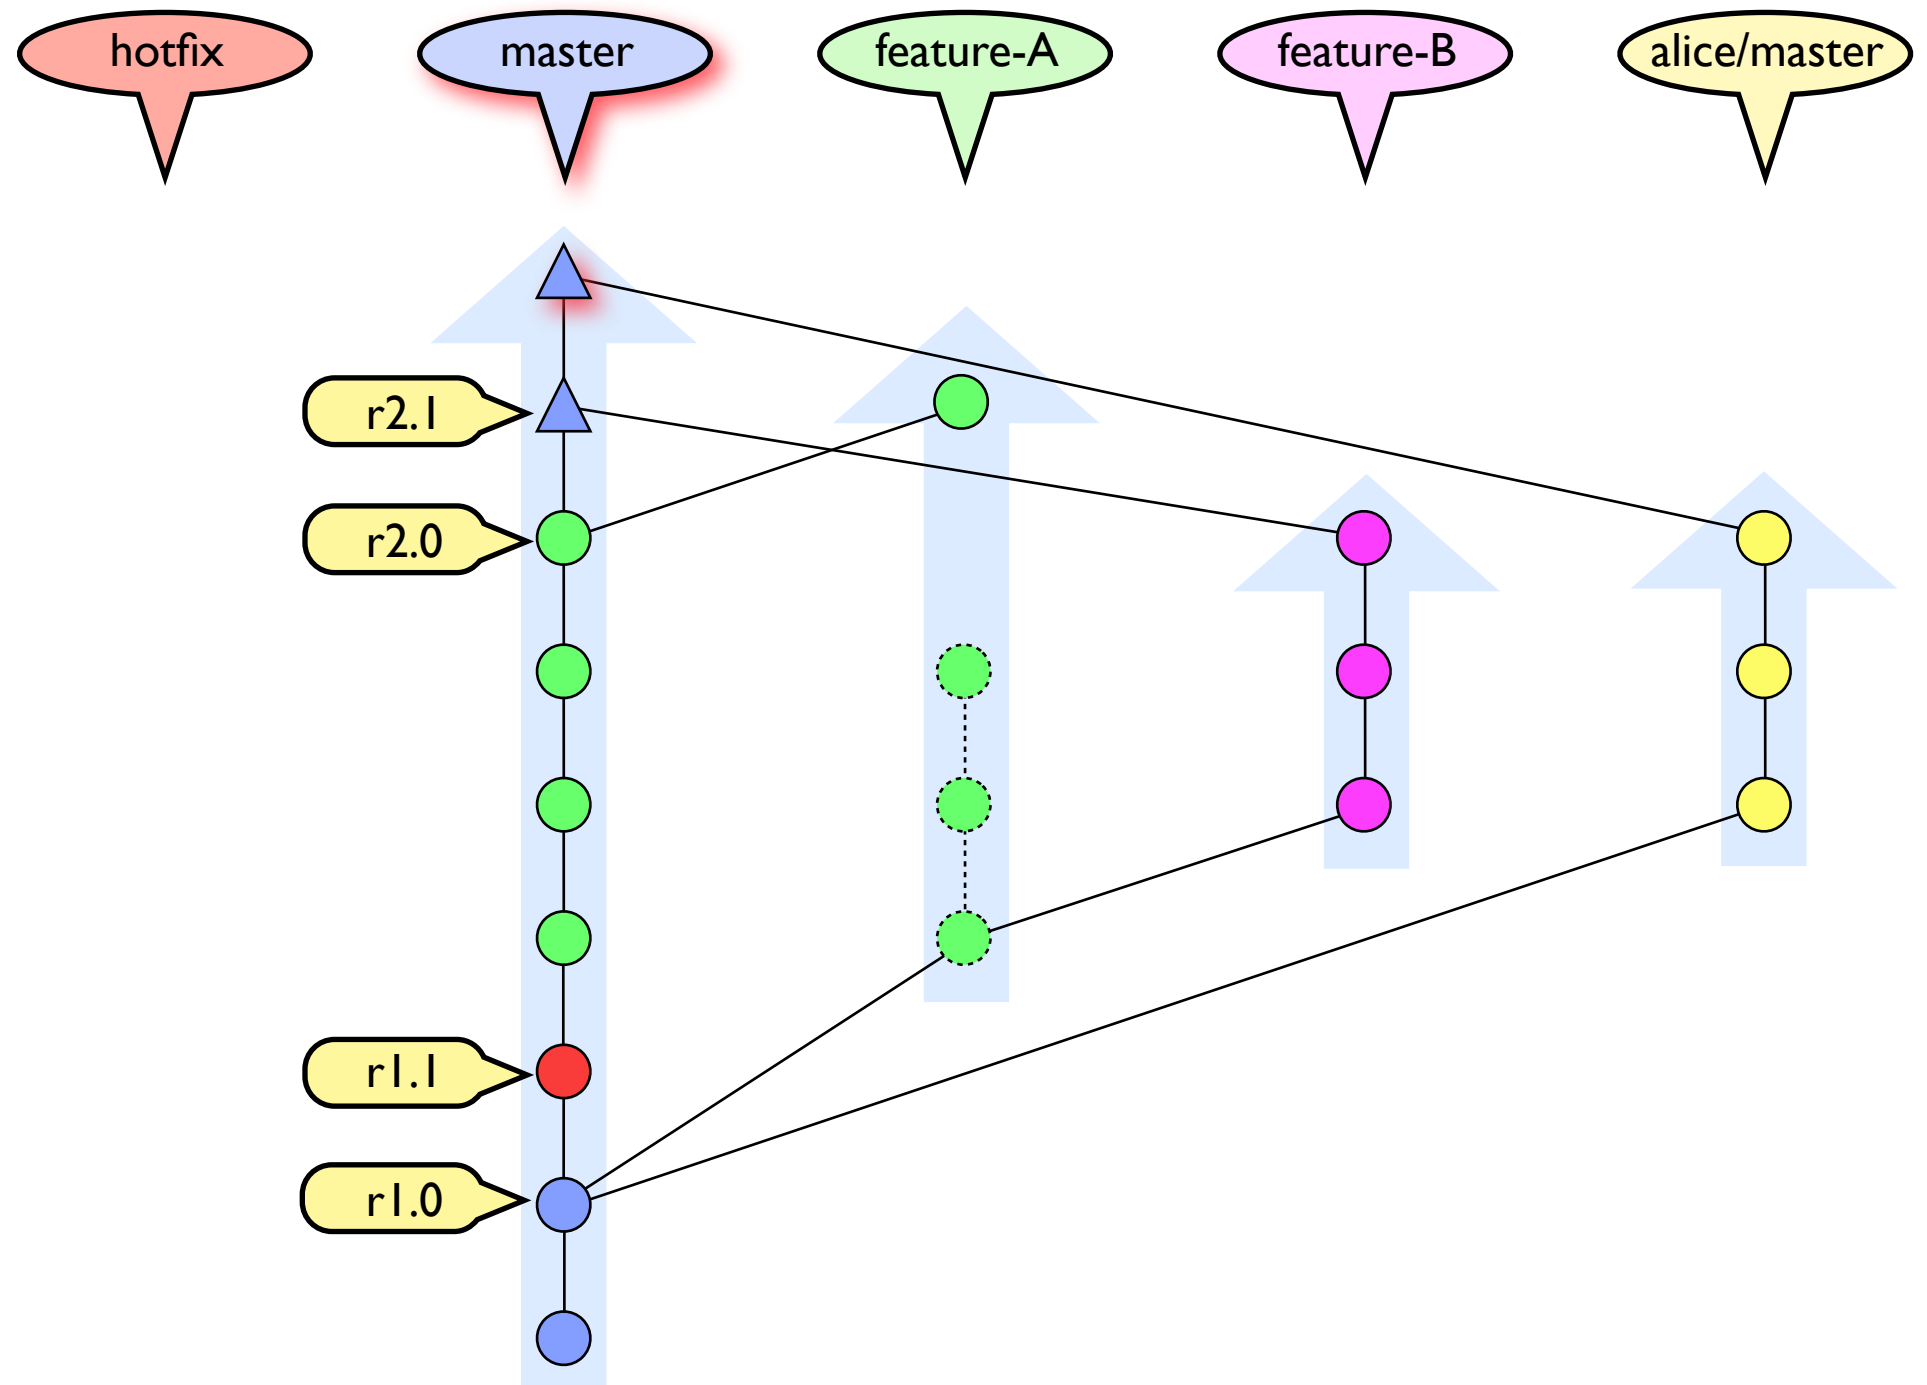 hotfix
master
feature-A
feature-B
alice/master
r2.1
r2.0
r1.1
r1.0